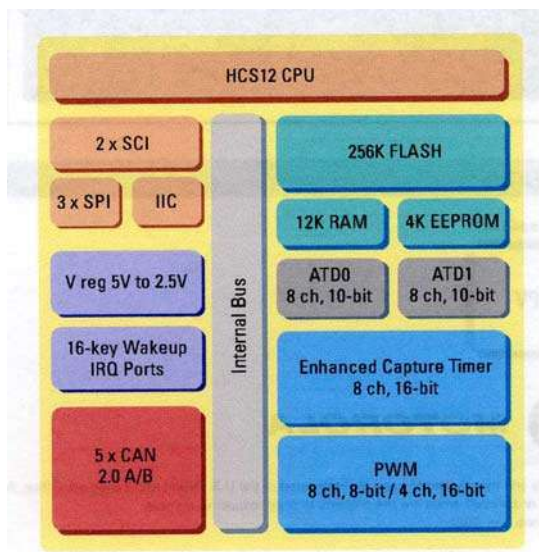 HCS12 CPU
2 x SCI
3 x SPI
IIC
V reg 5V to 2.5V
16-key Wakeup
IRQ Ports
5 x CAN
2.0 A/B
Internal Bus
256K FLASH
12K RAM
4K EEPROM
ATD0
8 ch, 10-bit
ATD1
8 ch, 10-bit
Enhanced Capture Timer
8 ch, 16-bit
PWM
8 ch, 8-bit / 4 ch, 16-bit